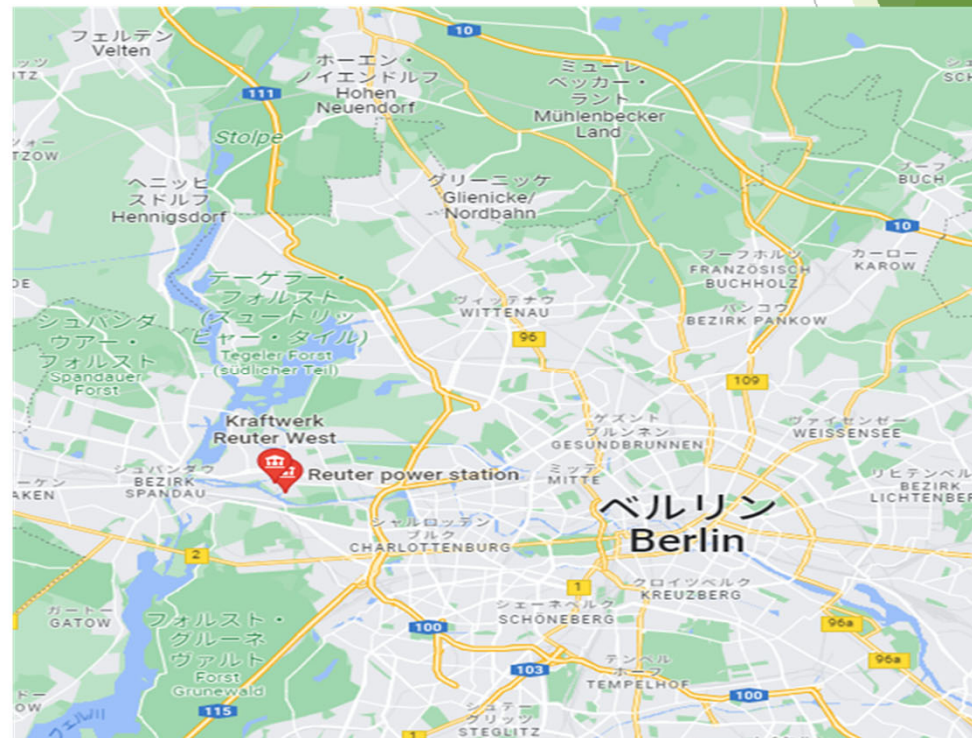 フェルテン
Velten
10
ホーエン・
ノイエンドルフ
Hohen
Neuendorf
ミューレ
ベッカー・
ラント
Mühlenbecker
Land
111
Stolpe
TZOW
ヘニッヒ
スドルフ
Hennigsdorf
グリーニッケ
Glienicke/
Nordbahn
ブーフ
BUCH
10
ブーフホルツ
FRANZÖSISCH
BUCHHOLZ
カーロー
KAROW
テーゲラー・
フォルスト
(ズュートリッ
ヒャー・タイル)
Tegeler Forst
(südlicher Teil)
ヴィッテナウ
WITTENAU
パンコウ
BEZIRK PANKOW
シュパンダ
ウアー・
フォルスト
Spandauer
Forst
96
109
Kraftwerk
Reuter West
Reuter power station
ゲズント
ブルンネン
GESUNDBRUNNEN
ヴァイセンゼー
WEISSENSEE
シュパンダウ
BEZIRK
SPANDAU
ーケン
AKEN
ミッテ
MITTE
リヒテンベル
BEZIRK
LICHTENBER
ベルリン
Berlin
シャルロッテン
ブルク
CHARLOTTENBURG
2
1
クロイツベルク
KREUZBERG
ガートー
GATOW
フォルスト・
グルーネ
ヴァルト
Forst
Grunewald
シェーネベルク
SCHÖNEBERG
100
96a
96a
103
テンペル
ホーフ
TEMPELHOF
100
115
シュテー
グリッツ
STEGLITZ
1